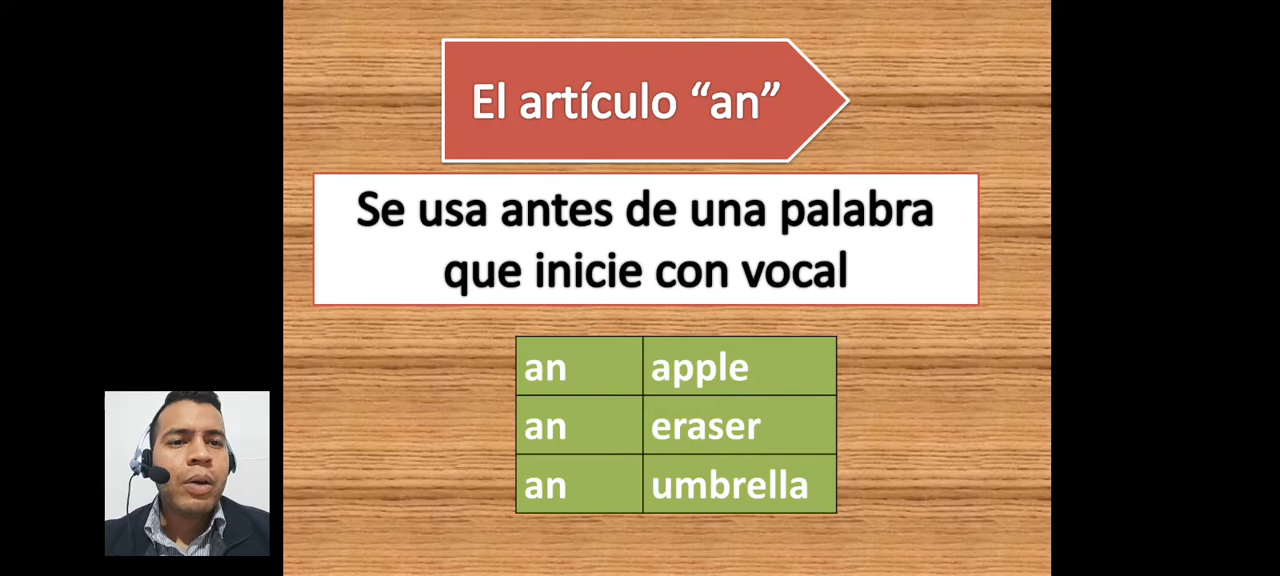 El artículo “an”
Se usa antes de una palabra
que inicie con vocal
an apple
an eraser
an umbrella